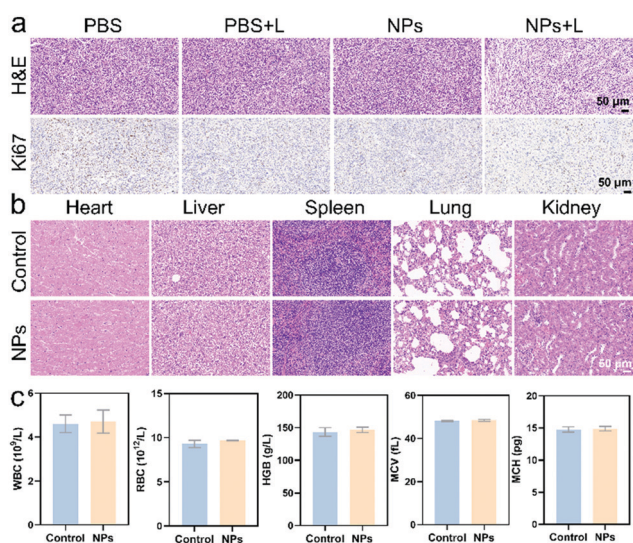 a
PBS PBS+L NPs NPs+L
H&E
50 μm
Ki67
50 μm
b
Heart Liver Spleen Lung Kidney
Control
NPs
50 μm
c
WBC (10⁹/L)
6
4
2
0
Control NPs
RBC (10¹²/L)
15
10
5
0
Control NPs
HGB (g/L)
200
150
100
50
0
Control NPs
MCV (fL)
60
40
20
0
Control NPs
MCH (pg)
20
15
10
5
0
Control NPs